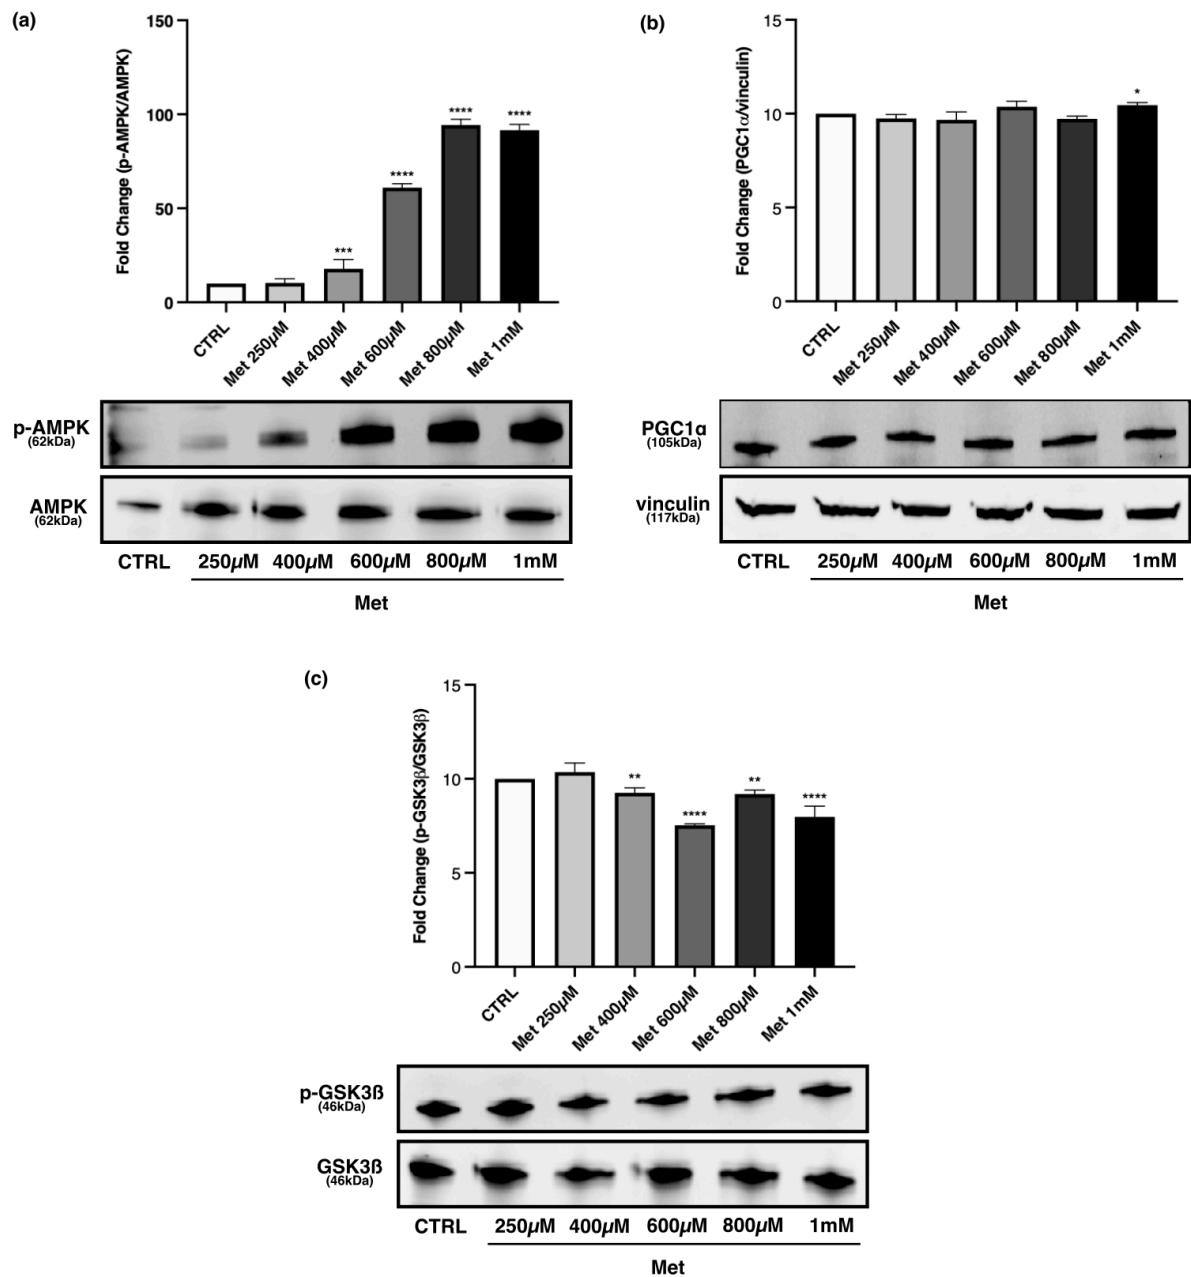 (a)
150
100
50
0
Fold Change (p-AMPK/AMPK)
***
****
****
****
CTRL
Met 250µM
Met 400µM
Met 600µM
Met 800µM
Met 1mM
p-AMPK
(62kDa)
AMPK
(62kDa)
CTRL 250µM 400µM 600µM 800µM 1mM
Met
(b)
15
10
5
0
Fold Change (PGC1α/vinculin)
*
CTRL
Met 250µM
Met 400µM
Met 600µM
Met 800µM
Met 1mM
PGC1α
(105kDa)
vinculin
(117kDa)
CTRL 250µM 400µM 600µM 800µM 1mM
Met
(c)
15
10
5
0
Fold Change (p-GSK3β/GSK3β)
**
****
**
****
CTRL
Met 250µM
Met 400µM
Met 600µM
Met 800µM
Met 1mM
p-GSK3ß
(46kDa)
GSK3ß
(46kDa)
CTRL 250µM 400µM 600µM 800µM 1mM
Met